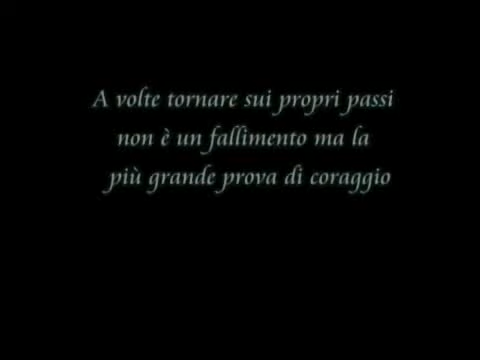 A volte tornare sui propri passi
non è un fallimento ma la
più grande prova di coraggio